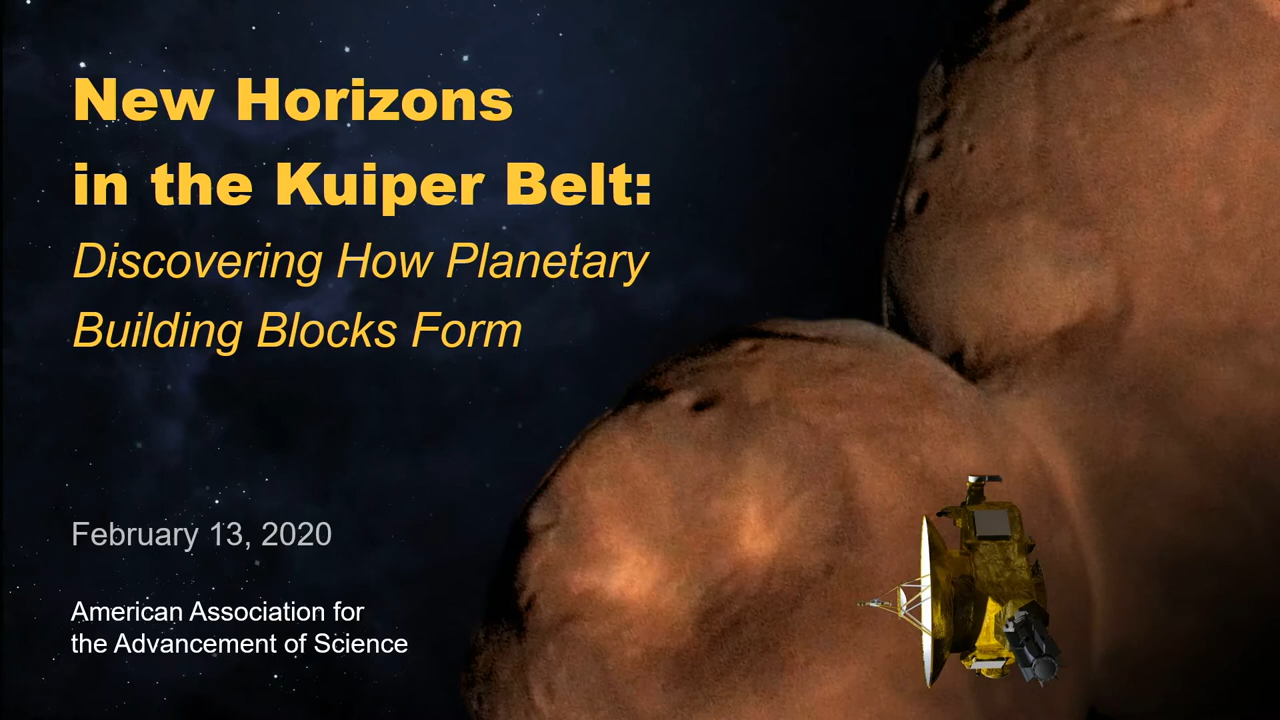 New Horizons
in the Kuiper Belt:
Discovering How Planetary
Building Blocks Form
February 13, 2020
American Association for
the Advancement of Science